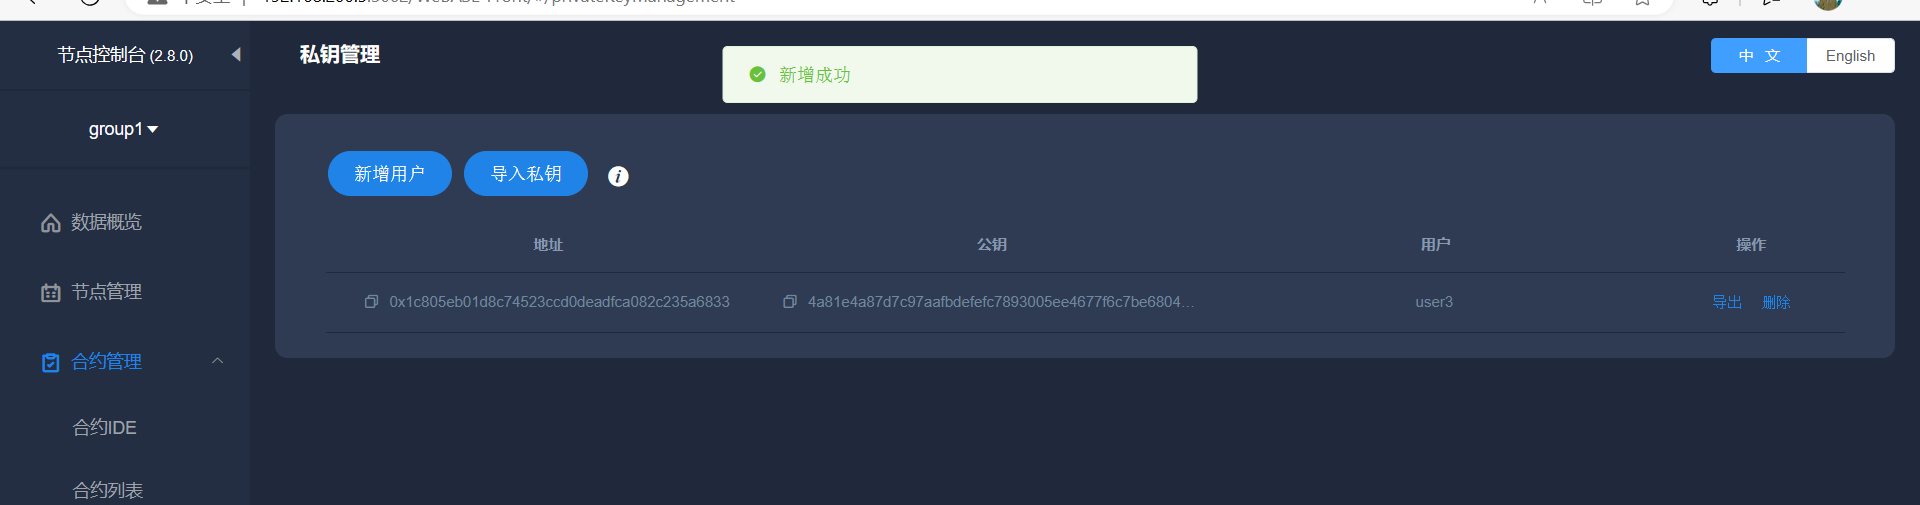 节点控制台 (2.8.0)
私钥管理
新增成功
中 文
English
group1
新增用户
导入私钥
数据概览
地址
公钥
用户
操作
节点管理
0x1c805eb01d8c74523ccd0deadfca082c235a6833
4a81e4a87d7c97aafbdefefc7893005ee4677f6c7be6804...
user3
导出
删除
合约管理
合约IDE
合约列表